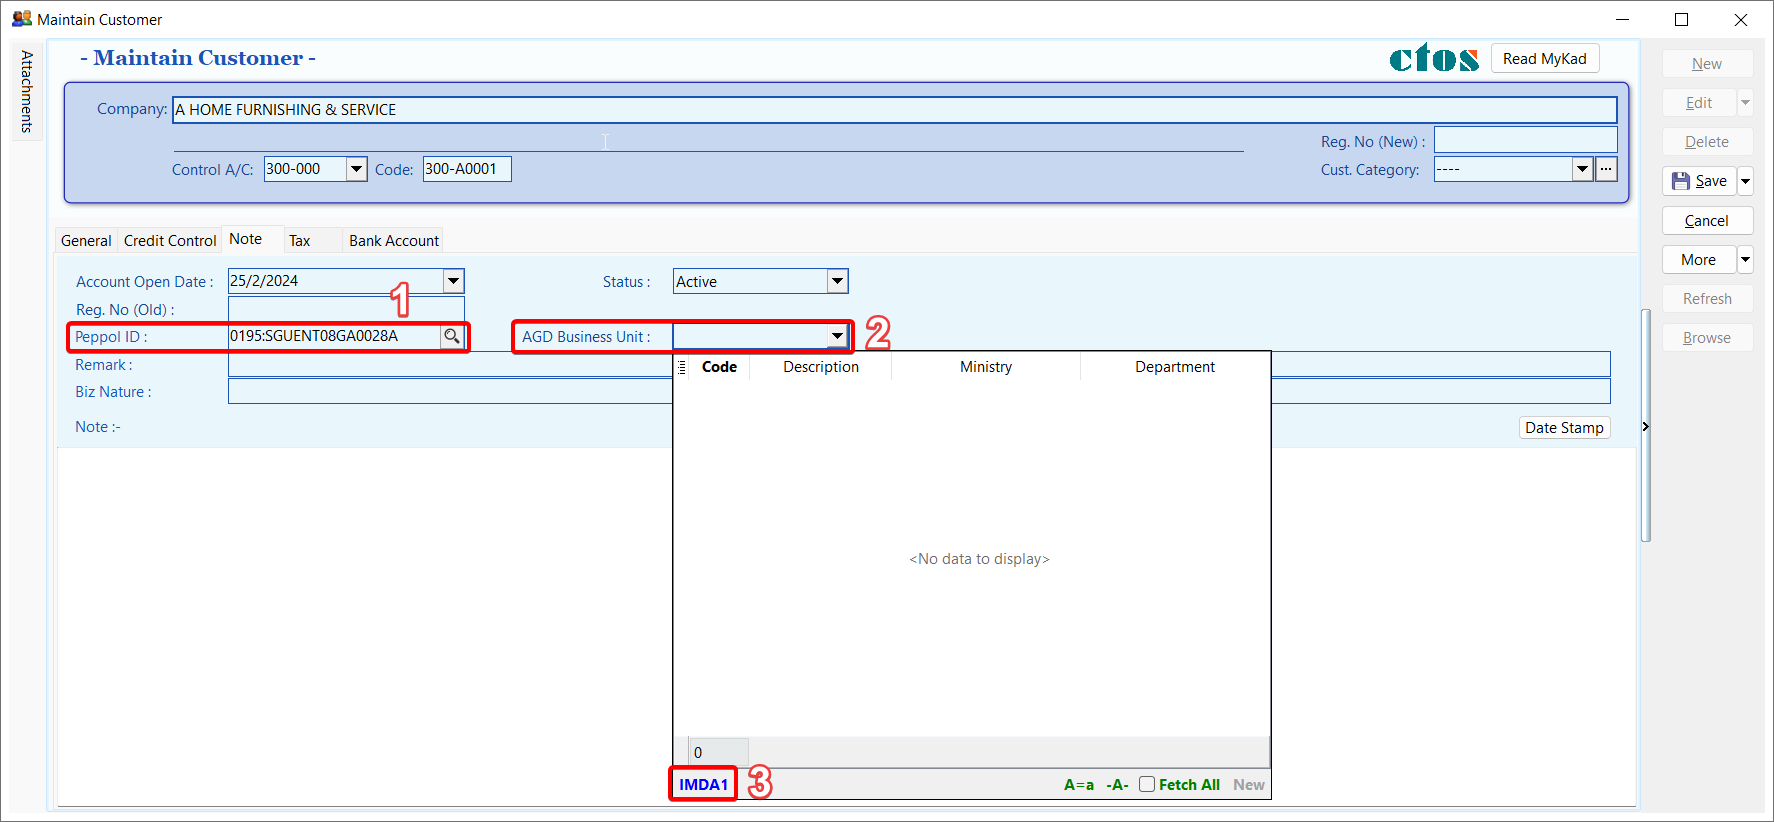 Maintain Customer
Attachments
- Maintain Customer -
ctos
Read MyKad
Company: A HOME FURNISHING & SERVICE
Reg. No (New) :
Control A/C: 300-000 Code: 300-A0001
Cust. Category: ---- ...
New
Edit
Delete
Save
Cancel
More
Refresh
Browse
General Credit Control Note Tax Bank Account
Account Open Date : 25/2/2024 Status : Active
1
Reg. No (Old) :
Peppol ID : 0195:SGUENT08GA0028A AGD Business Unit : 2
Remark :
Biz Nature :
Note :-
Date Stamp
Code Description Ministry Department
<No data to display>
0
IMDA1 3 A=a -A- Fetch All New